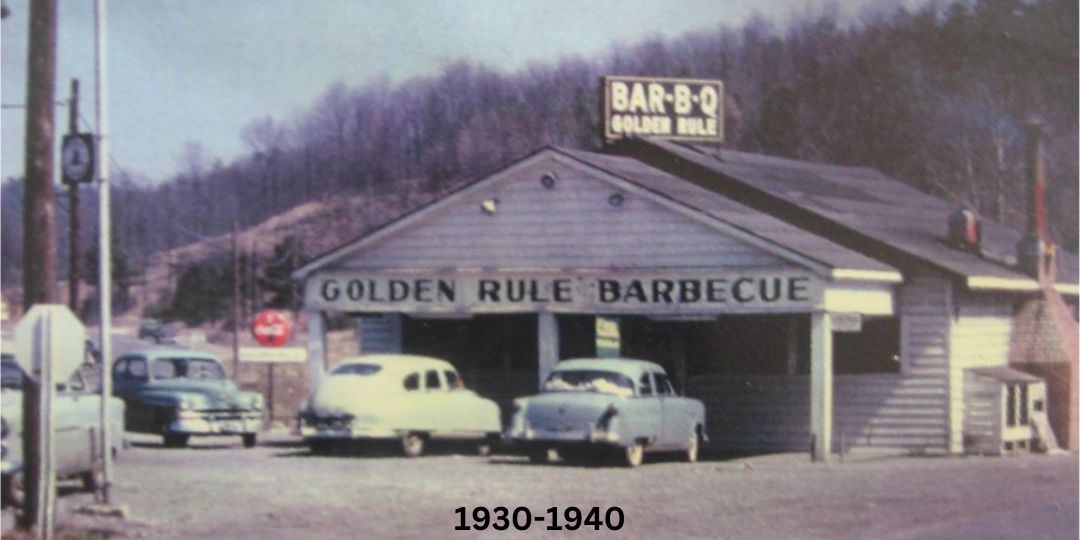 BAR-B-Q
GOLDEN RULE
GOLDEN RULE BARBECUE
1930-1940